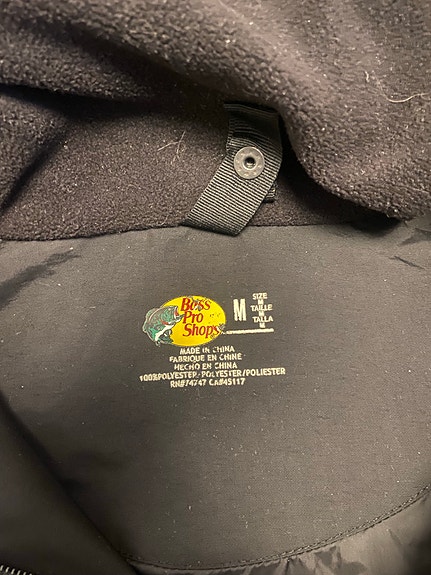 Bass
Pro
Shops
M
SIZE
M
TAILLE
M
TALLA
M
MADE IN CHINA
FABRIQUE EN CHINE
HECHO EN CHINA
100%POLYESTER-POLYESTER/POLIESTER
RN#74747 CA#45117